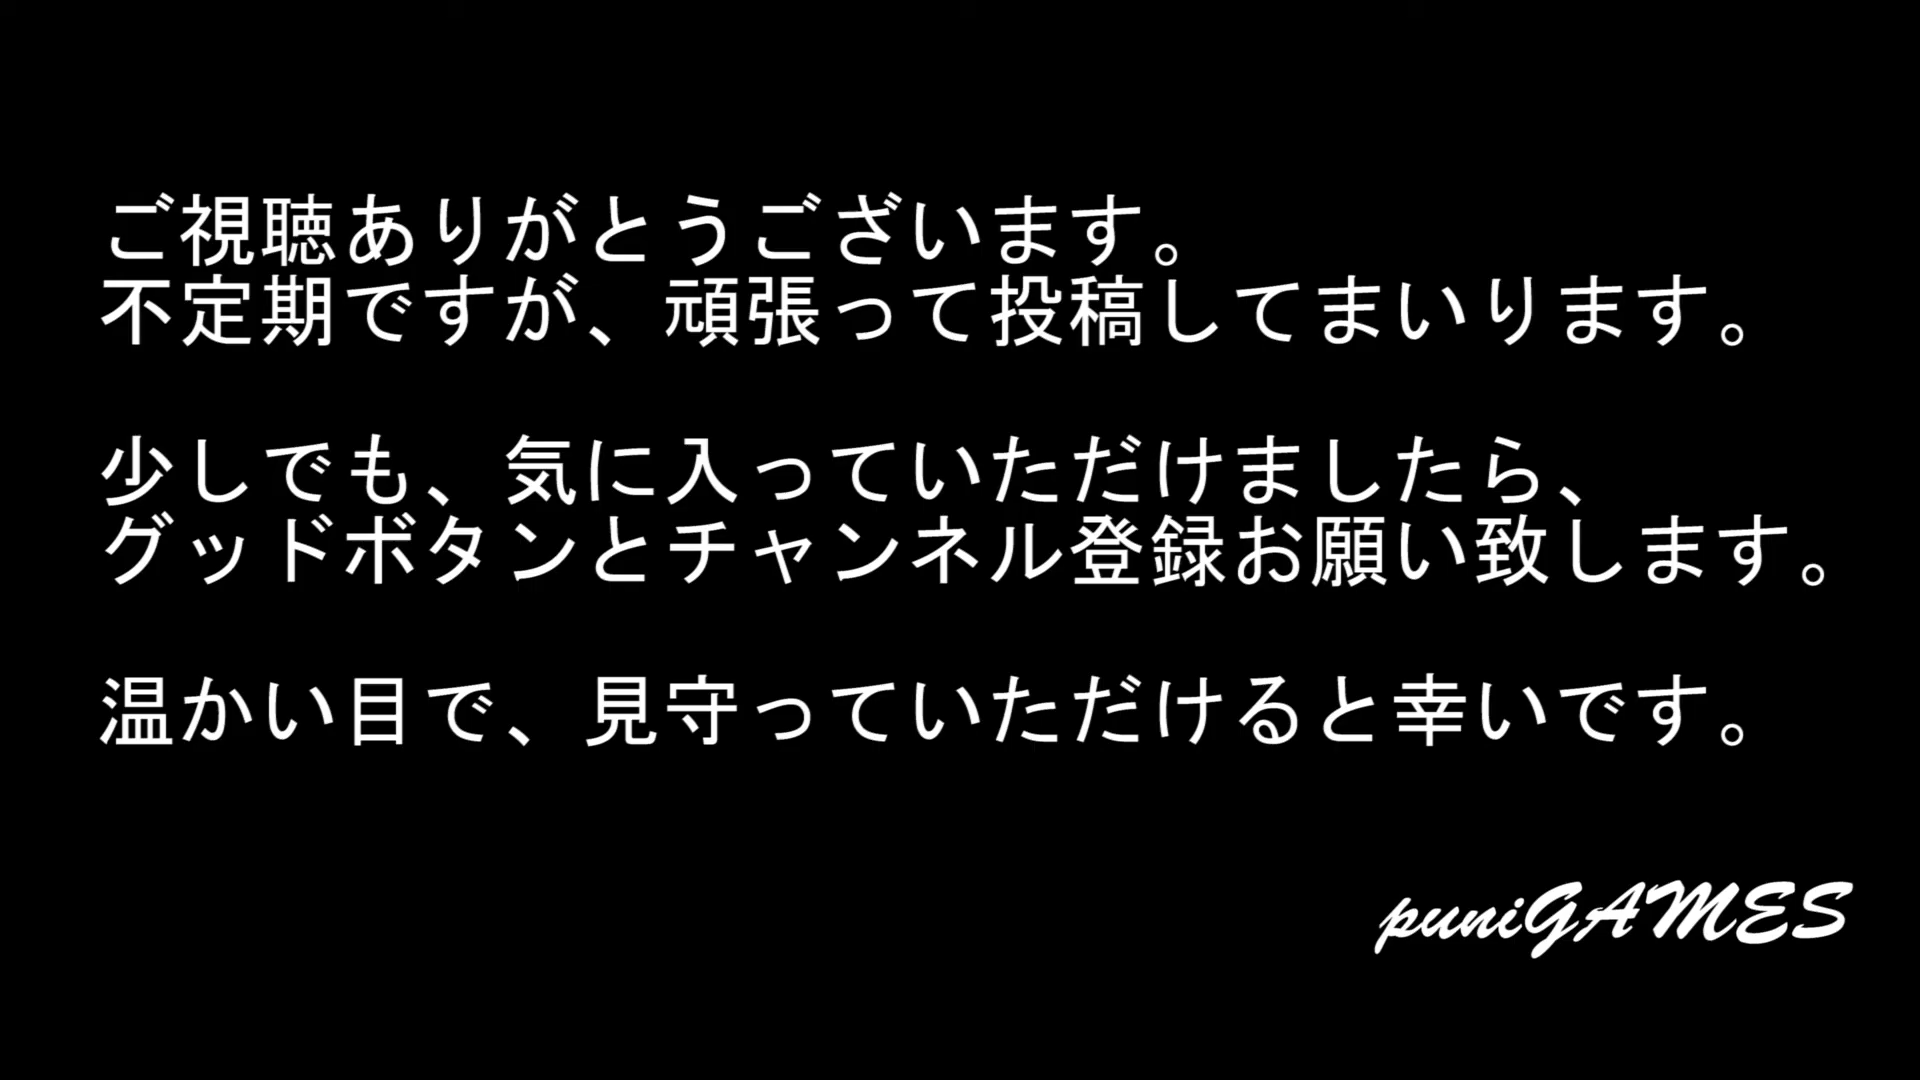 ご視聴ありがとうございます。
不定期ですが、頑張って投稿してまいります。
少しでも、気に入っていただけましたら、
グッドボタンとチャンネル登録お願い致します。
温かい目で、見守っていただけると幸いです。
puniGAMES